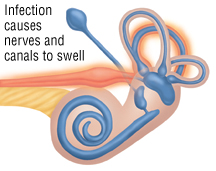 Infection
causes
nerves and
canals to swell